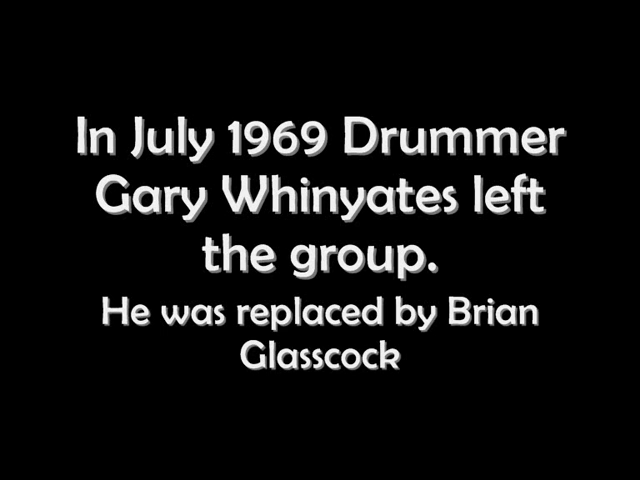 In July 1969 Drummer
Gary Whinyates left
the group.
He was replaced by Brian
Glasscock